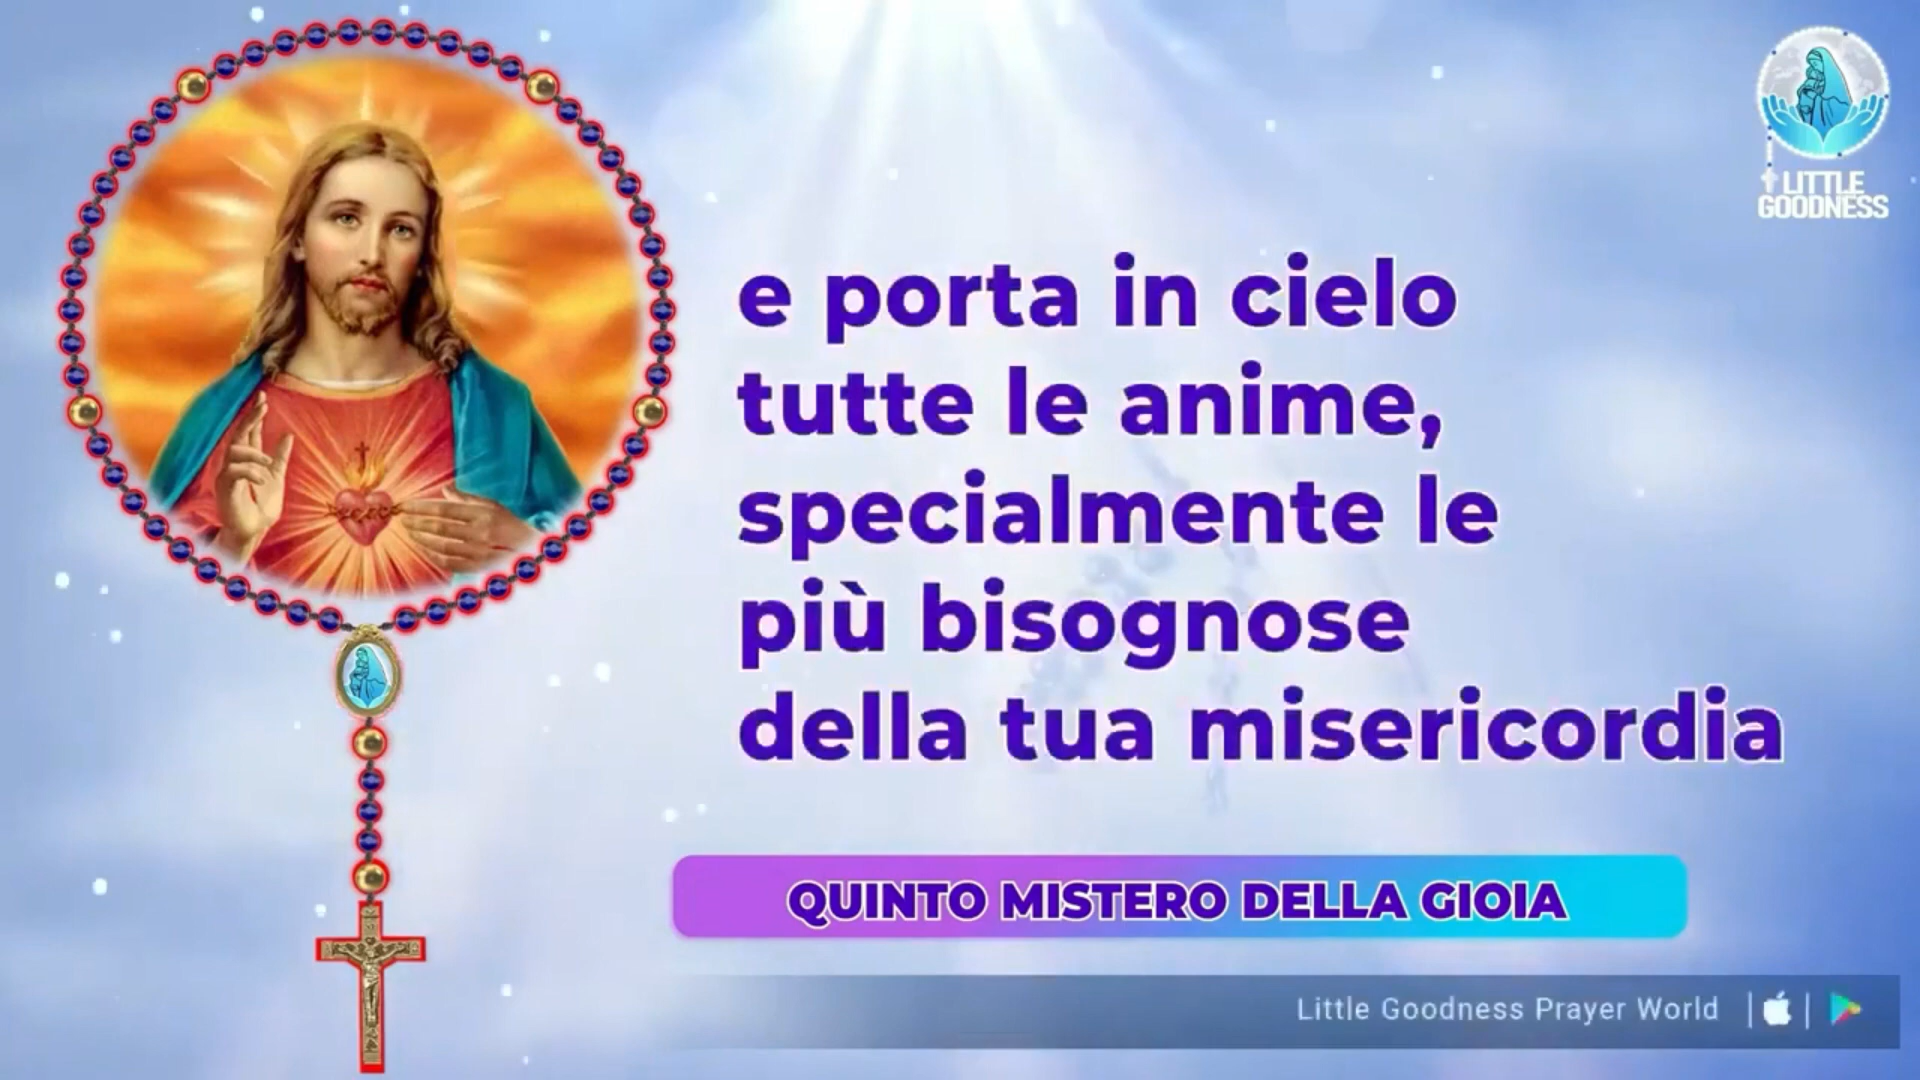 LITTLE
GOODNESS
e porta in cielo
tutte le anime,
specialmente le
più bisognose
della tua misericordia
QUINTO MISTERO DELLA GIOIA
Little Goodness Prayer World